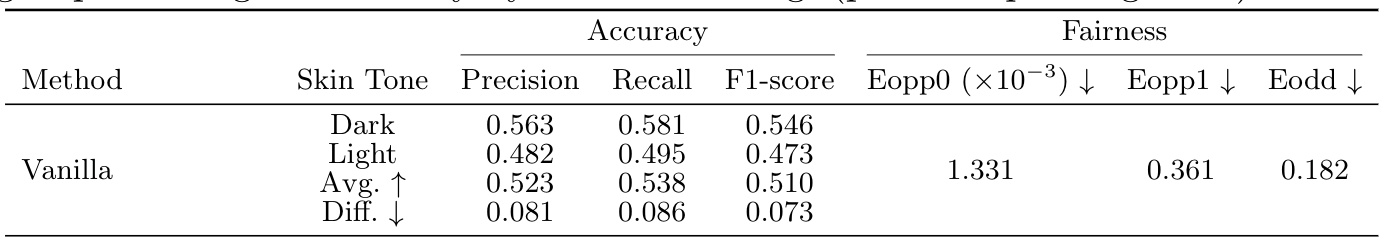 Accuracy Fairness
Method Skin Tone Precision Recall F1-score Eopp0 (×10⁻³) ↓ Eopp1 ↓ Eodd ↓
Dark 0.563 0.581 0.546
Light 0.482 0.495 0.473
Vanilla 1.331 0.361 0.182
Avg. ↑ 0.523 0.538 0.510
Diff. ↓ 0.081 0.086 0.073